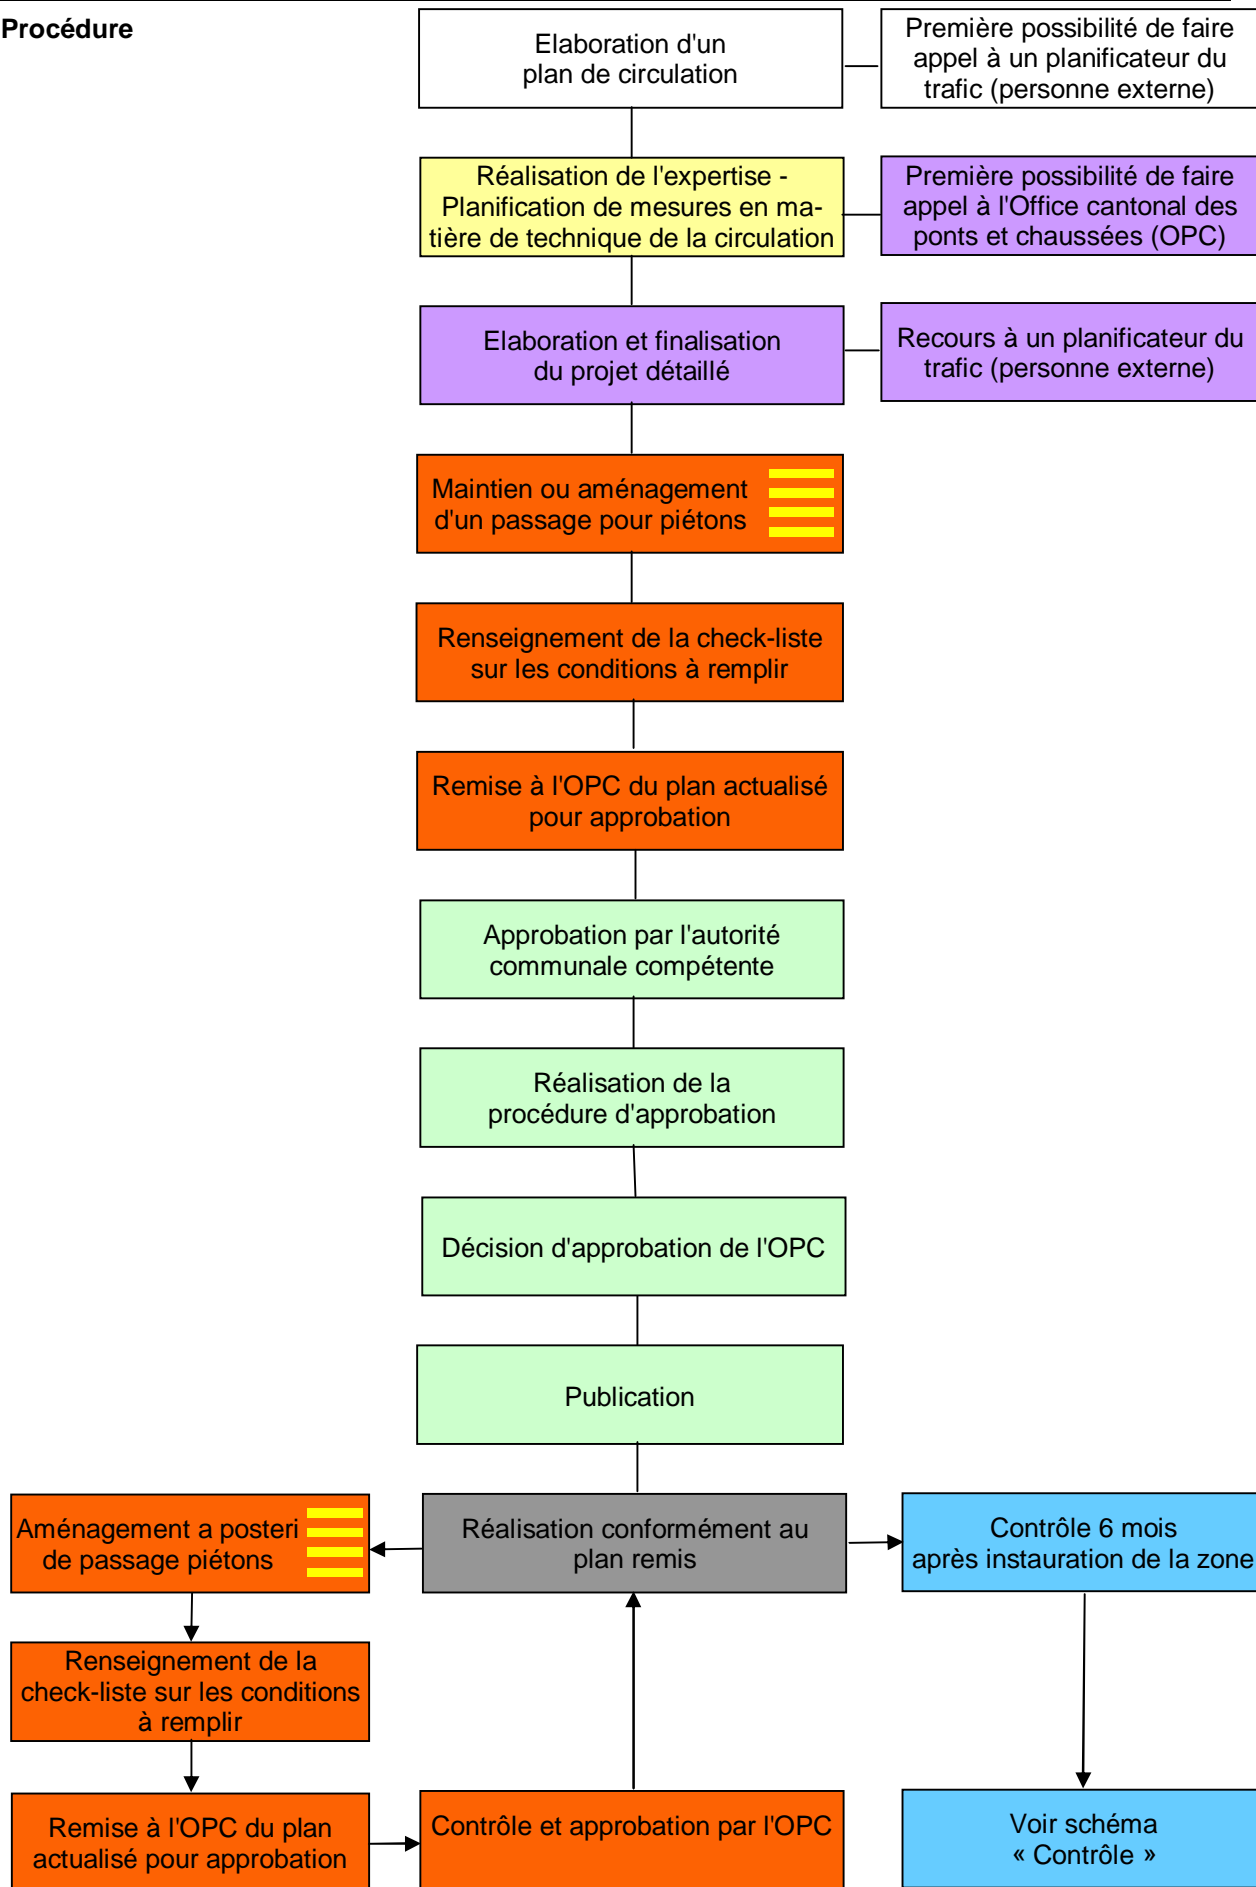 Procédure
Elaboration d'un
plan de circulation
Première possibilité de faire
appel à un planificateur du
trafic (personne externe)
Réalisation de l'expertise -
Planification de mesures en ma-
tière de technique de la circulation
Première possibilité de faire
appel à l'Office cantonal des
ponts et chaussées (OPC)
Elaboration et finalisation
du projet détaillé
Recours à un planificateur du
trafic (personne externe)
Maintien ou aménagement
d'un passage pour piétons
Renseignement de la check-liste
sur les conditions à remplir
Remise à l'OPC du plan actualisé
pour approbation
Approbation par l'autorité
communale compétente
Réalisation de la
procédure d'approbation
Décision d'approbation de l'OPC
Publication
Aménagement a posteri
de passage piétons
Réalisation conformément au
plan remis
Contrôle 6 mois
après instauration de la zone
Renseignement de la
check-liste sur les conditions
à remplir
Remise à l'OPC du plan
actualisé pour approbation
Contrôle et approbation par l'OPC
Voir schéma
« Contrôle »